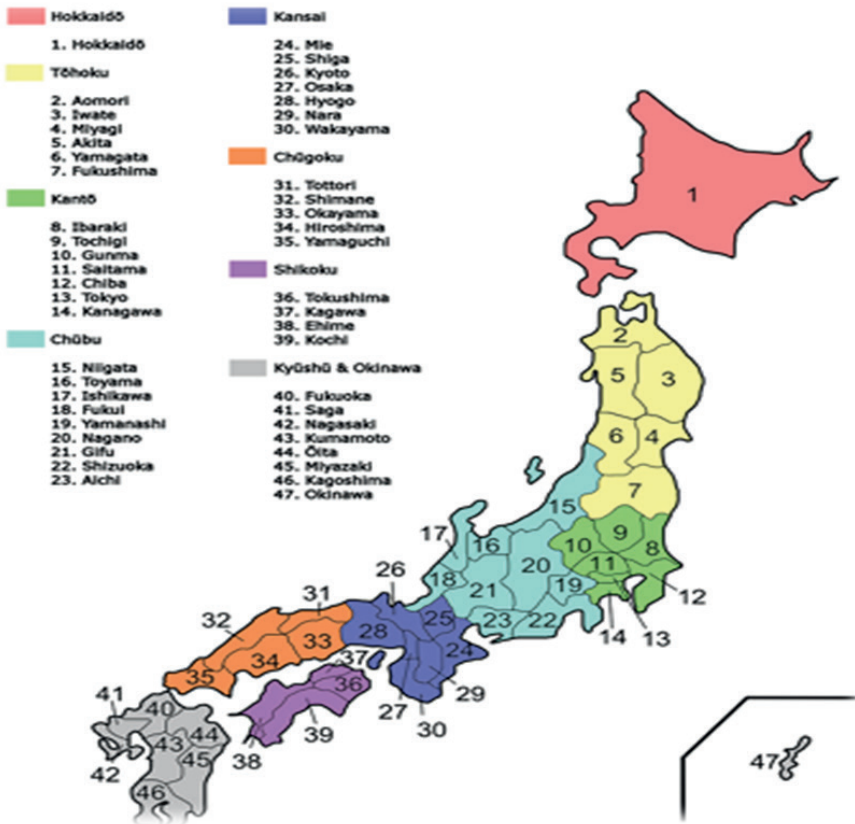 Hokkaidō
1. Hokkaidō
Tōhoku
2. Aomori
3. Iwate
4. Miyagi
5. Akita
6. Yamagata
7. Fukushima
Kantō
8. Ibaraki
9. Tochigi
10. Gunma
11. Saitama
12. Chiba
13. Tokyo
14. Kanagawa
Chūbu
15. Niigata
16. Toyama
17. Ishikawa
18. Fukui
19. Yamanashi
20. Nagano
21. Gifu
22. Shizuoka
23. Aichi
Kansai
24. Mie
25. Shiga
26. Kyoto
27. Osaka
28. Hyogo
29. Nara
30. Wakayama
Chūgoku
31. Tottori
32. Shimane
33. Okayama
34. Hiroshima
35. Yamaguchi
Shikoku
36. Tokushima
37. Kagawa
38. Ehime
39. Kochi
Kyūshū & Okinawa
40. Fukuoka
41. Saga
42. Nagasaki
43. Kumamoto
44. Ōita
45. Miyazaki
46. Kagoshima
47. Okinawa
1
2
5
3
6
4
7
15
17
16
10
9
8
11
20
18
21
19
12
26
31
32
25
23
22
14
13
28
33
24
34
37
35
36
29
41
40
27
30
39
44
38
43
45
42
46
47